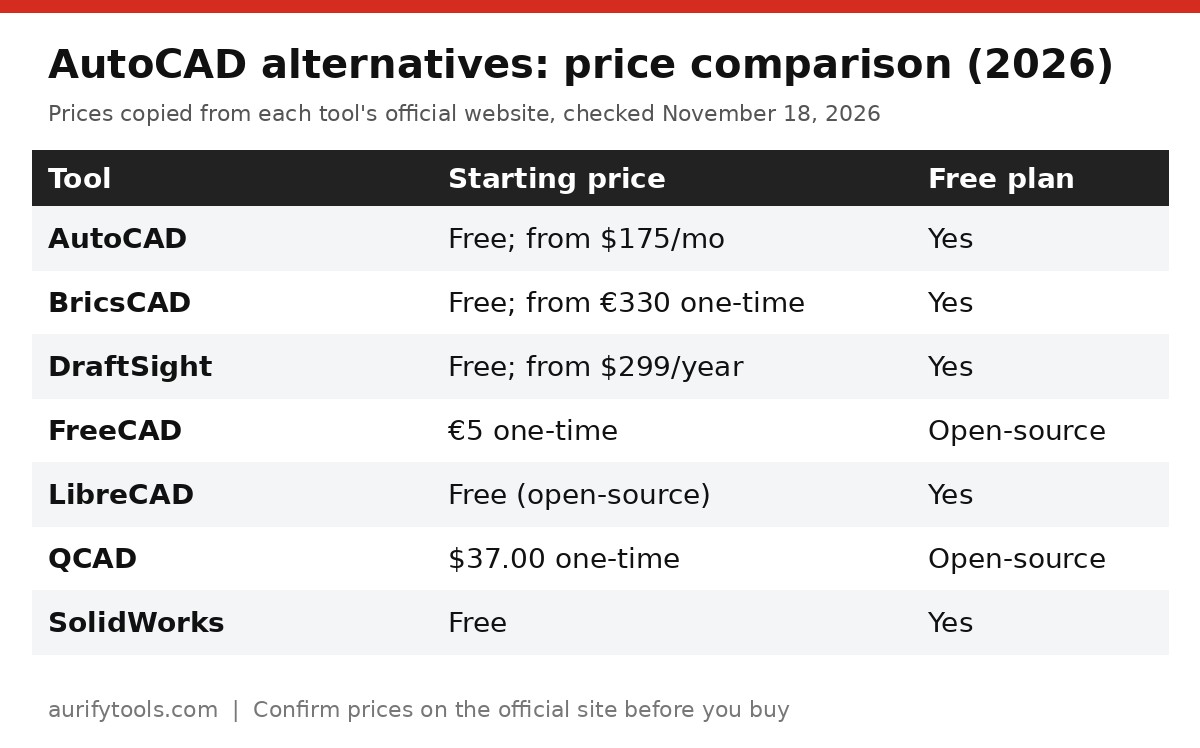 AutoCAD alternatives: price comparison (2026)
Prices copied from each tool's official website, checked November 18, 2026
Tool Starting price Free plan
AutoCAD Free; from $175/mo Yes
BricsCAD Free; from €330 one-time Yes
DraftSight Free; from $299/year Yes
FreeCAD €5 one-time Open-source
LibreCAD Free (open-source) Yes
QCAD $37.00 one-time Open-source
SolidWorks Free Yes
aurifytools.com | Confirm prices on the official site before you buy